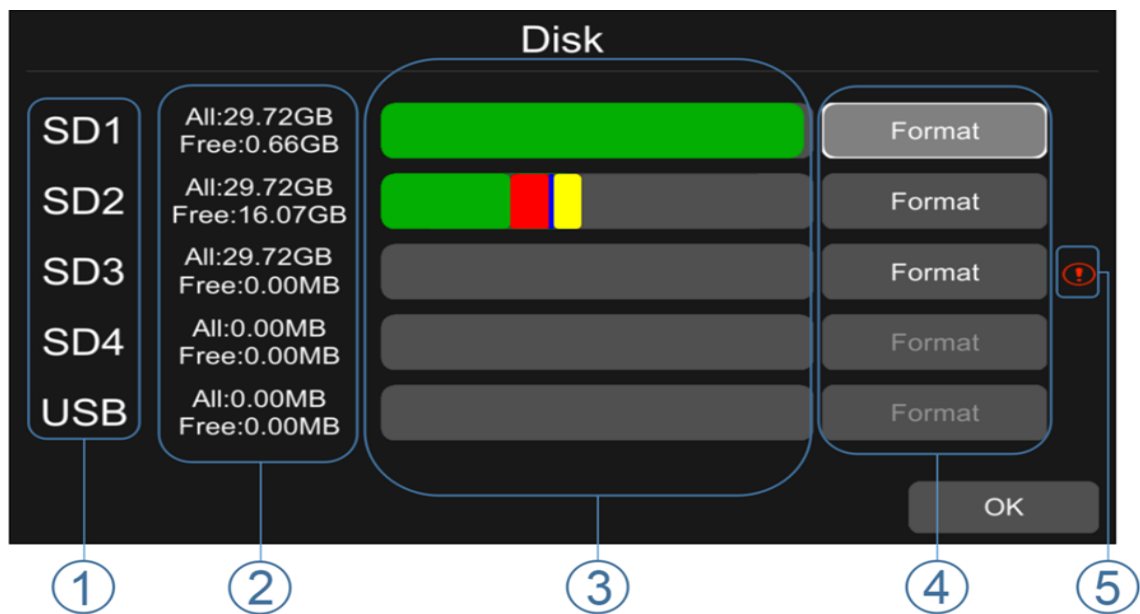 Disk
SD1
All:29.72GB
Free:0.66GB
Format
SD2
All:29.72GB
Free:16.07GB
Format
SD3
All:29.72GB
Free:0.00MB
Format
!
SD4
All:0.00MB
Free:0.00MB
Format
USB
All:0.00MB
Free:0.00MB
Format
OK
1 2 3 4 5